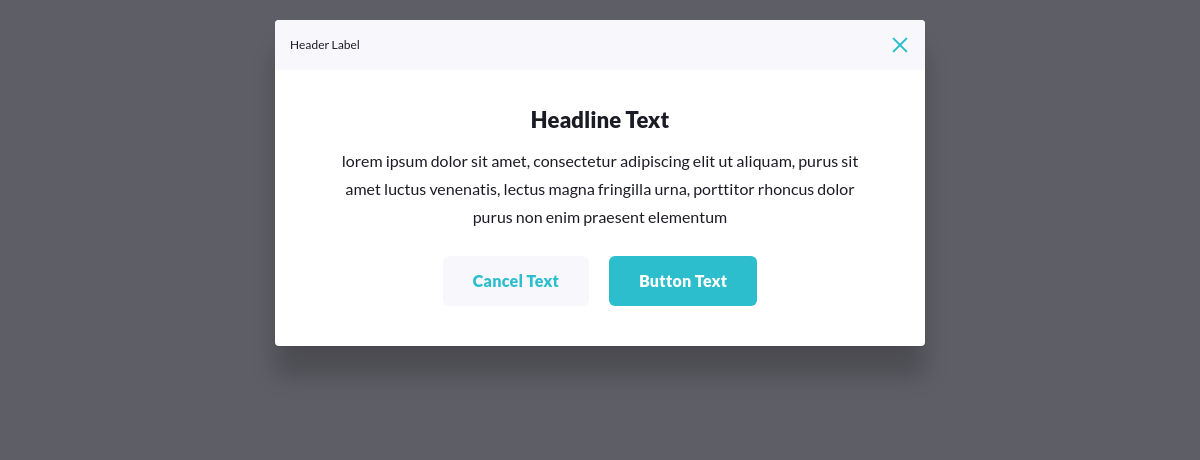 Header Label
Headline Text
lorem ipsum dolor sit amet, consectetur adipiscing elit ut aliquam, purus sit
amet luctus venenatis, lectus magna fringilla urna, porttitor rhoncus dolor
purus non enim praesent elementum
Cancel Text
Button Text